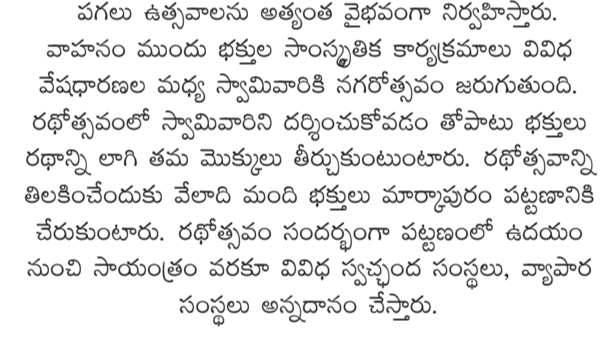 పగలు ఉత్సవాలను అత్యంత వైభవంగా నిర్వహిస్తారు.
వాహనం ముందు భక్తుల సాంస్కృతిక కార్యక్రమాలు వివిధ
వేషధారణల మధ్య స్వామివారికి నగరోత్సవం జరుగుతుంది.
రథోత్సవంలో స్వామివారిని దర్శించుకోవడం తోపాటు భక్తులు
రథాన్ని లాగి తమ మొక్కులు తీర్చుకుంటుంటారు. రథోత్సవాన్ని
తిలకించేందుకు వేలాది మంది భక్తులు మార్కాపురం పట్టణానికి
చేరుకుంటారు. రథోత్సవం సందర్భంగా పట్టణంలో ఉదయం
నుంచి సాయంత్రం వరకూ వివిధ స్వచ్ఛంద సంస్థలు, వ్యాపార
సంస్థలు అన్నదానం చేస్తారు.